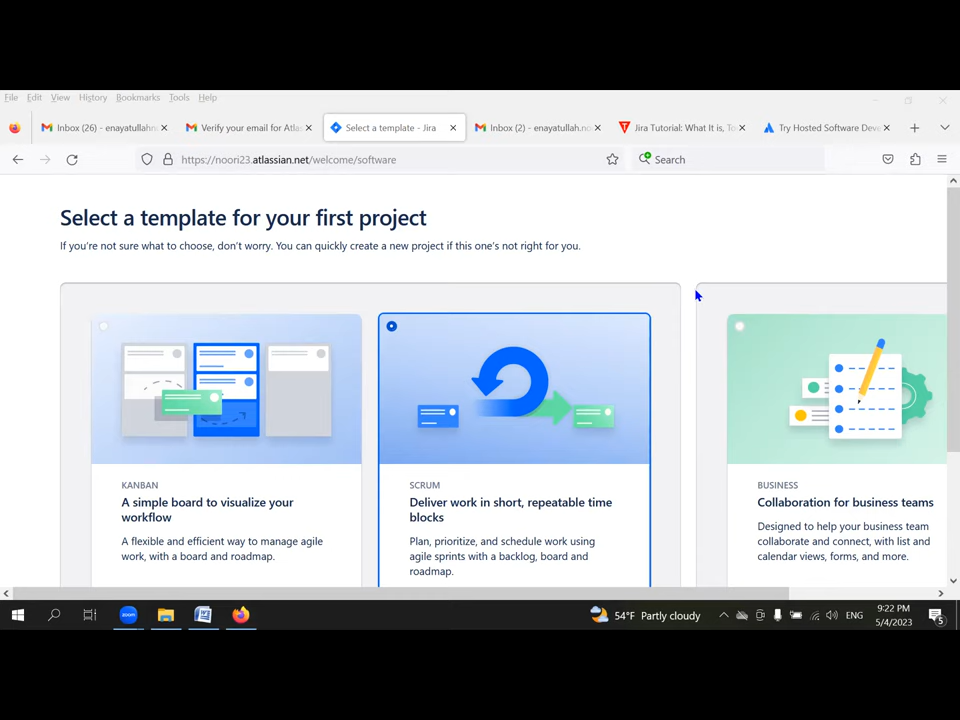 File Edit View History Bookmarks Tools Help
Inbox (26) - enayatullahn
Verify your email for Atlas
Select a template - Jira
Inbox (2) - enayatullah.n
Jira Tutorial: What It is, To
Try Hosted Software Deve
https://noori23.atlassian.net/welcome/software
Search
Select a template for your first project
If you're not sure what to choose, don't worry. You can quickly create a new project if this one's not right for you.
KANBAN
A simple board to visualize your
workflow
A flexible and efficient way to manage agile
work, with a board and roadmap.
SCRUM
Deliver work in short, repeatable time
blocks
Plan, prioritize, and schedule work using
agile sprints with a backlog, board and
roadmap.
BUSINESS
Collaboration for business teams
Designed to help your business team
collaborate and connect, with list and
calendar views, forms, and more.
zoom
54°F Partly cloudy
ENG
9:22 PM
5/4/2023
5